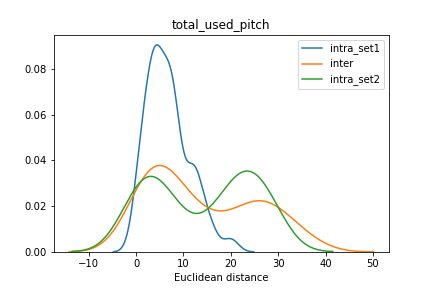 total_used_pitch
intra_set1
inter
intra_set2
0.08
0.06
0.04
0.02
0.00
−10 0 10 20 30 40 50
Euclidean distance